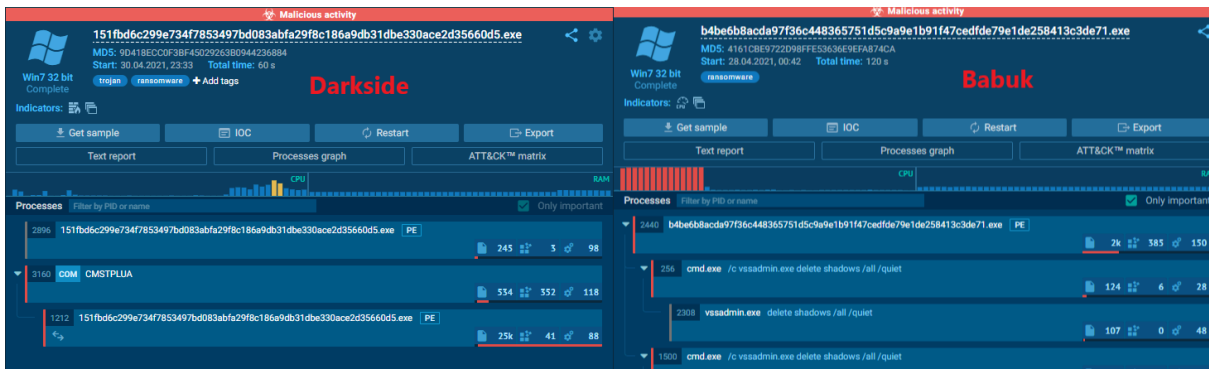 Malicious activity
151fbd6c299e734f7853497bd083abfa29f8c186a9db31dbe330ace2d35660d5.exe
MD5: 9D418ECC0F3BF45029263B0944236884
Start: 30.04.2021, 23:33 Total time: 60 s
Win7 32 bit
Complete
trojan ransomware + Add tags
Darkside
Indicators:
Get sample IOC Restart Export
Text report Processes graph ATT&CK™ matrix
CPU RAM
Processes Filter by PID or name Only important
2896 151fbd6c299e734f7853497bd083abfa29f8c186a9db31dbe330ace2d35660d5.exe PE
245 3 98
3160 COM CMSTPLUA
534 352 118
1212 151fbd6c299e734f7853497bd083abfa29f8c186a9db31dbe330ace2d35660d5.exe PE
25k 41 88
Malicious activity
b4be6b8acda97f36c448365751d5c9a9e1b91f47cedfde79e1de258413c3de71.exe
MD5: 4161CBE9722D98FFE53636E9EFA874CA
Start: 28.04.2021, 00:42 Total time: 120 s
Win7 32 bit
Complete
ransomware
Babuk
Indicators:
CPU
Get sample IOC Restart Export
Text report Processes graph ATT&CK™ matrix
CPU
Processes Filter by PID or name Only important
2440 b4be6b8acda97f36c448365751d5c9a9e1b91f47cedfde79e1de258413c3de71.exe PE
2k 385 150
256 cmd.exe /c vssadmin.exe delete shadows /all /quiet
124 6 28
2308 vssadmin.exe delete shadows /all /quiet
107 0 48
1500 cmd.exe /c vssadmin.exe delete shadows /all /quiet